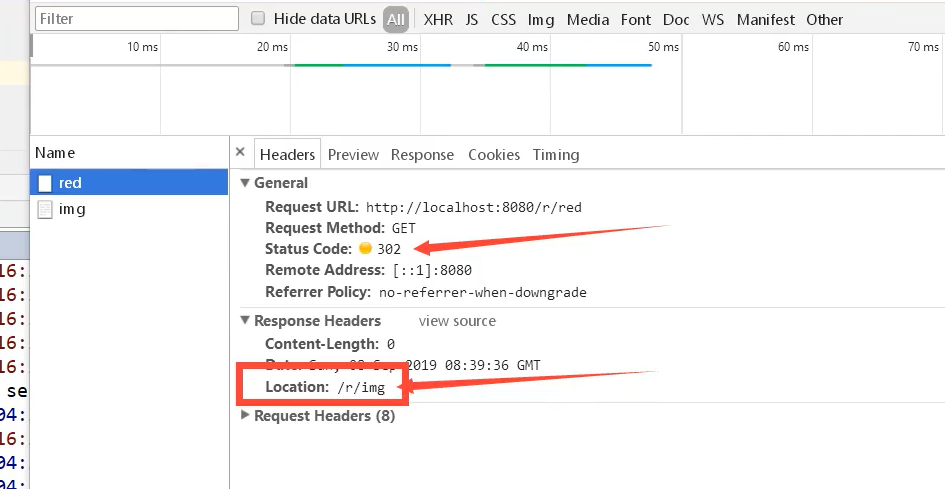 Filter Hide data URLs All XHR JS CSS Img Media Font Doc WS Manifest Other
10 ms 20 ms 30 ms 40 ms 50 ms 60 ms 70 ms
Name
× Headers Preview Response Cookies Timing
red
img
General
Request URL: http://localhost:8080/r/red
Request Method: GET
Status Code: 302
Remote Address: [::1]:8080
Referrer Policy: no-referrer-when-downgrade
Response Headers view source
Content-Length: 0
Date: Sun, 08 Sep 2019 08:39:36 GMT
Location: /r/img
Request Headers (8)
16:
16:
16:
16:
16:
se
04:
16:
04:
04: